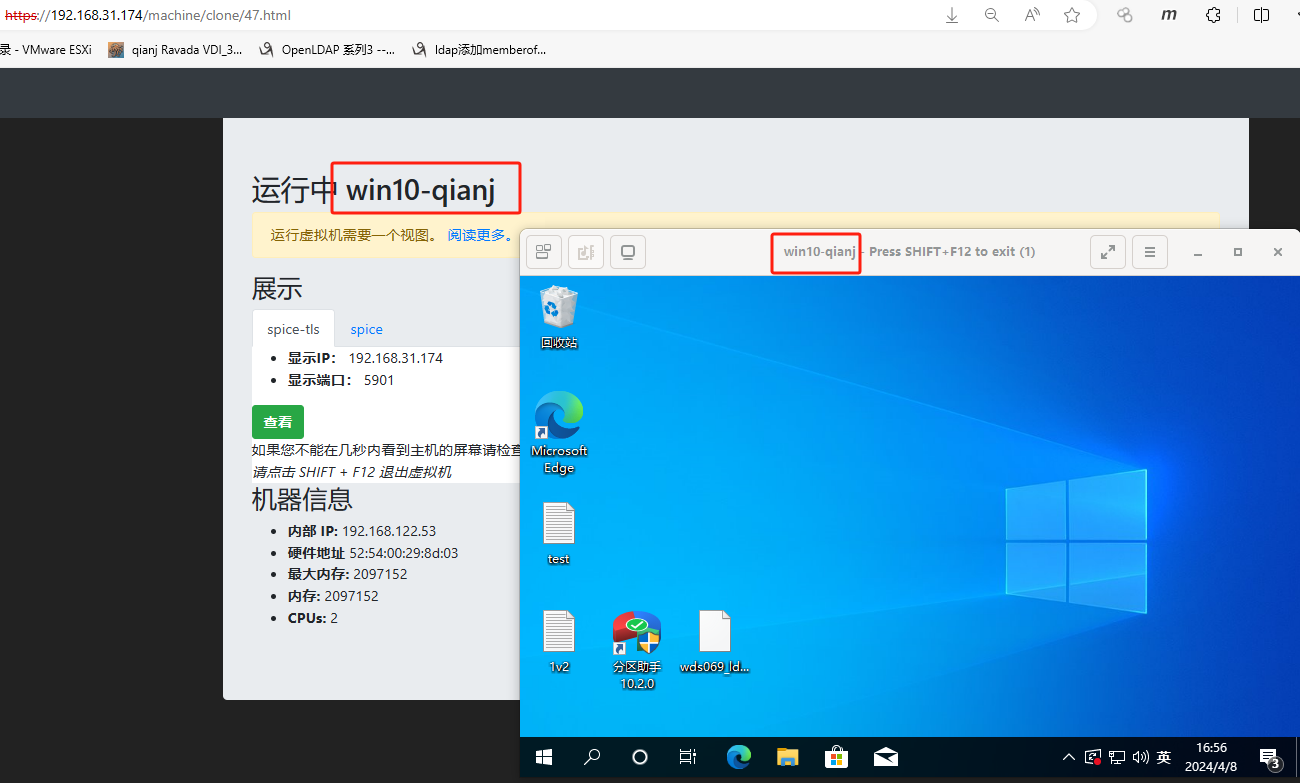 https://192.168.31.174/machine/clone/47.html
录 - VMware ESXi
qianj Ravada VDI_3...
OpenLDAP 系列3 --...
ldap添加memberof...
运行中 win10-qianj
运行虚拟机需要一个视图。 阅读更多。
展示
spice-tls
spice
显示IP： 192.168.31.174
显示端口： 5901
查看
如果您不能在几秒内看到主机的屏幕请检查
请点击 SHIFT + F12 退出虚拟机
机器信息
内部 IP: 192.168.122.53
硬件地址 52:54:00:29:8d:03
最大内存: 2097152
内存: 2097152
CPUs: 2
win10-qianj - Press SHIFT+F12 to exit (1)
回收站
Microsoft
Edge
test
1v2
分区助手
10.2.0
wds069_ld...
英
16:56
2024/4/8
3